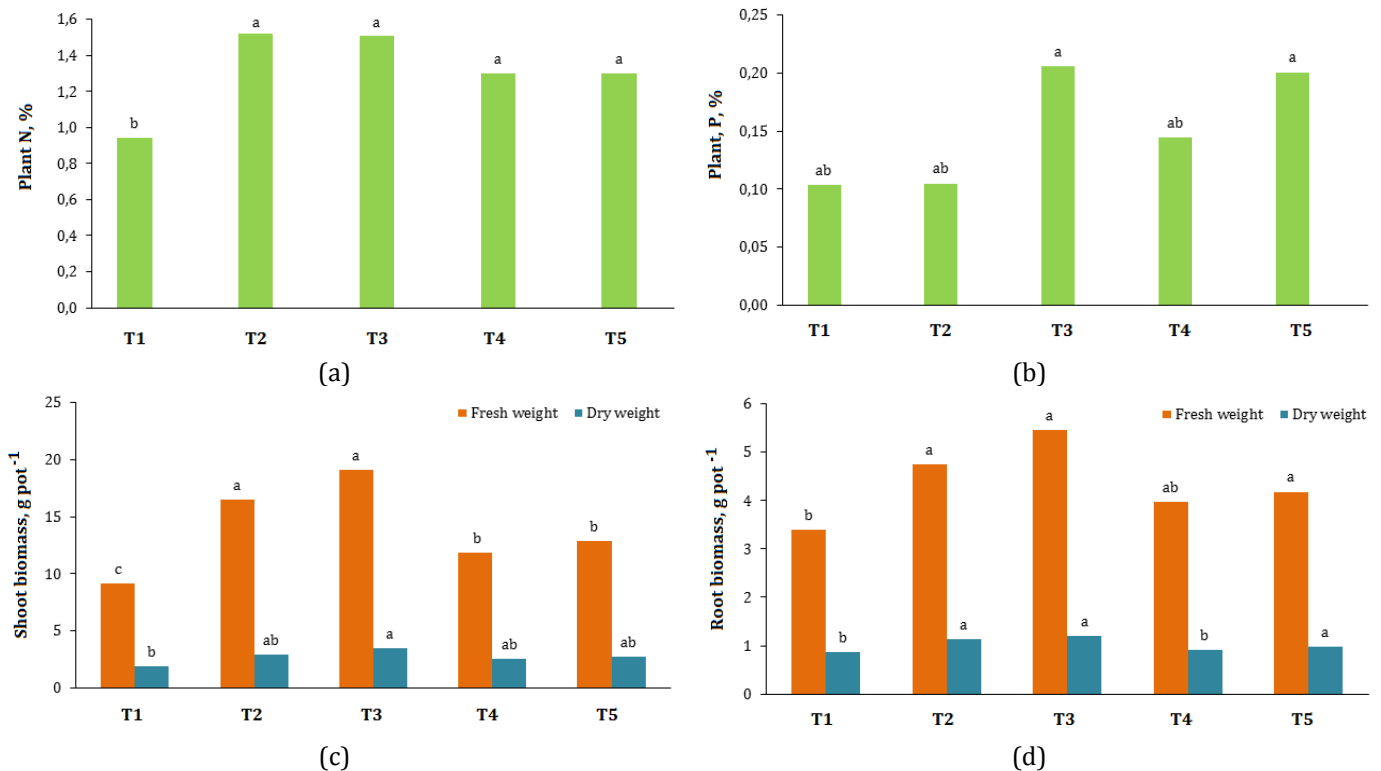 1,6
1,4
1,2
1,0
0,8
0,6
0,4
0,2
0,0
Plant N, %
b
a
a
a
a
T1 T2 T3 T4 T5
(a)
0,25
0,20
0,15
0,10
0,05
0,00
Plant, P, %
ab
ab
a
ab
a
T1 T2 T3 T4 T5
(b)
25
20
15
10
5
0
Shoot biomass, g pot -1
Fresh weight Dry weight
c
b
a
ab
a
a
b
ab
b
ab
T1 T2 T3 T4 T5
(c)
6
5
4
3
2
1
0
Root biomass, g pot -1
Fresh weight Dry weight
b
b
a
a
a
a
ab
b
a
a
T1 T2 T3 T4 T5
(d)